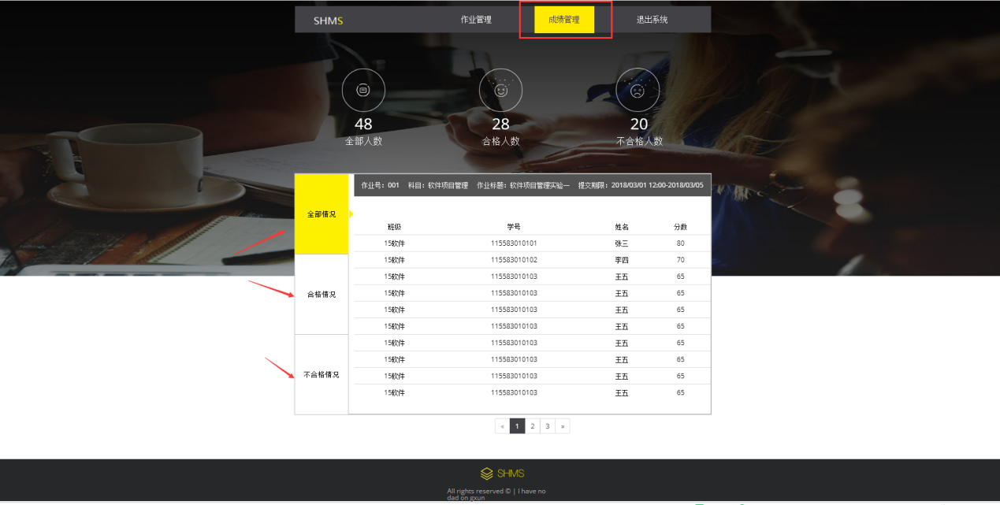 SHMS 作业管理 成绩管理 退出系统
48 28 20
全部人数 合格人数 不合格人数
作业号：001 科目：软件项目管理 作业标题：软件项目管理实验一 提交期限：2018/03/01 12:00-2018/03/05
全部情况
合格情况
不合格情况
班级 学号 姓名 分数
15软件 115583010101 张三 80
15软件 115583010102 李四 70
15软件 115583010103 王五 65
15软件 115583010103 王五 65
15软件 115583010103 王五 65
15软件 115583010103 王五 65
15软件 115583010103 王五 65
15软件 115583010103 王五 65
15软件 115583010103 王五 65
15软件 115583010103 王五 65
« 1 2 3 »
SHMS
All rights reserved © | I have no
dad on gxun